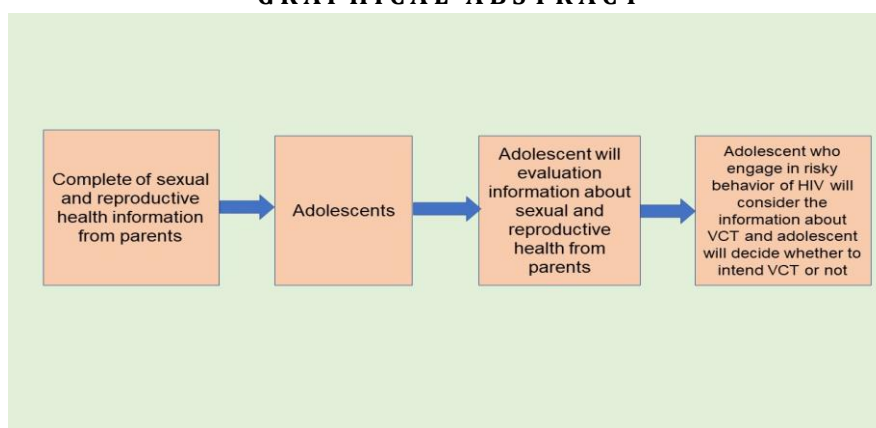 GRAPHICAL ABSTRACT
Complete of sexual
and reproductive
health information
from parents
Adolescents
Adolescent will
evaluation
information about
sexual and
reproductive
health from
parents
Adolescent who
engage in risky
behavior of HIV will
consider the
information about
VCT and adolescent
will decide whether to
intend VCT or not